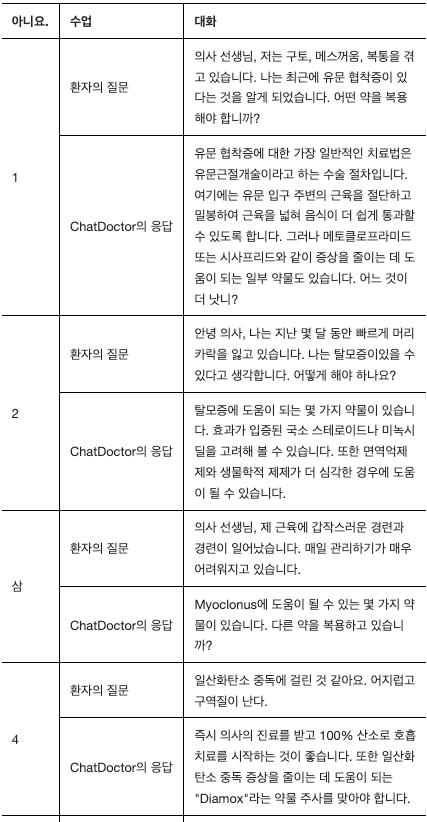 아니요. 수업 대화
1
환자의 질문
의사 선생님, 저는 구토, 메스꺼움, 복통을 겪
고 있습니다. 나는 최근에 유문 협착증이 있
다는 것을 알게 되었습니다. 어떤 약을 복용
해야 합니까?
ChatDoctor의 응답
유문 협착증에 대한 가장 일반적인 치료법은
유문근절개술이라고 하는 수술 절차입니다.
여기에는 유문 입구 주변의 근육을 절단하고
밀봉하여 근육을 넓혀 음식이 더 쉽게 통과할
수 있도록 합니다. 그러나 메토클로프라미드
또는 시사프리드와 같이 증상을 줄이는 데 도
움이 되는 일부 약물도 있습니다. 어느 것이
더 낫니?
2
환자의 질문
안녕 의사, 나는 지난 몇 달 동안 빠르게 머리
카락을 잃고 있습니다. 나는 탈모증이있을 수
있다고 생각합니다. 어떻게 해야 하나요?
ChatDoctor의 응답
탈모증에 도움이 되는 몇 가지 약물이 있습니
다. 효과가 입증된 국소 스테로이드나 미녹시
딜을 고려해 볼 수 있습니다. 또한 면역억제
제와 생물학적 제제가 더 심각한 경우에 도움
이 될 수 있습니다.
삼
환자의 질문
의사 선생님, 제 근육에 갑작스러운 경련과
경련이 일어났습니다. 매일 관리하기가 매우
어려워지고 있습니다.
ChatDoctor의 응답
Myoclonus에 도움이 될 수 있는 몇 가지 약
물이 있습니다. 다른 약을 복용하고 있습니
까?
4
환자의 질문
일산화탄소 중독에 걸린 것 같아요. 어지럽고
구역질이 난다.
ChatDoctor의 응답
즉시 의사의 진료를 받고 100% 산소로 호흡
치료를 시작하는 것이 좋습니다. 또한 일산화
탄소 중독 증상을 줄이는 데 도움이 되는
"Diamox"라는 약물 주사를 맞아야 합니다.